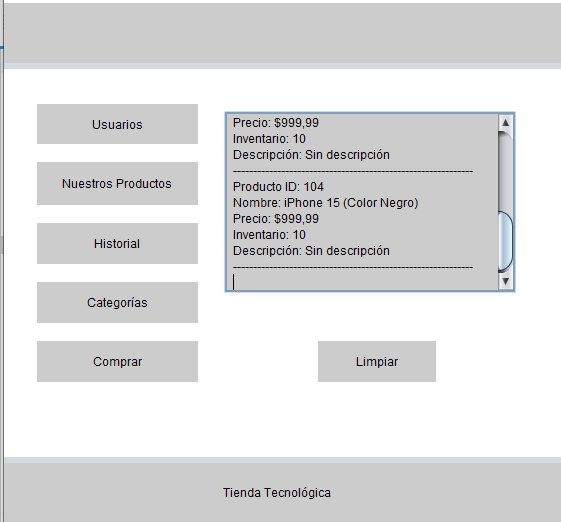 Usuarios
Nuestros Productos
Historial
Categorías
Comprar
Precio: $999,99
Inventario: 10
Descripción: Sin descripción
------------------------------------------------------------
Producto ID: 104
Nombre: iPhone 15 (Color Negro)
Precio: $999,99
Inventario: 10
Descripción: Sin descripción
------------------------------------------------------------
Limpiar
Tienda Tecnológica